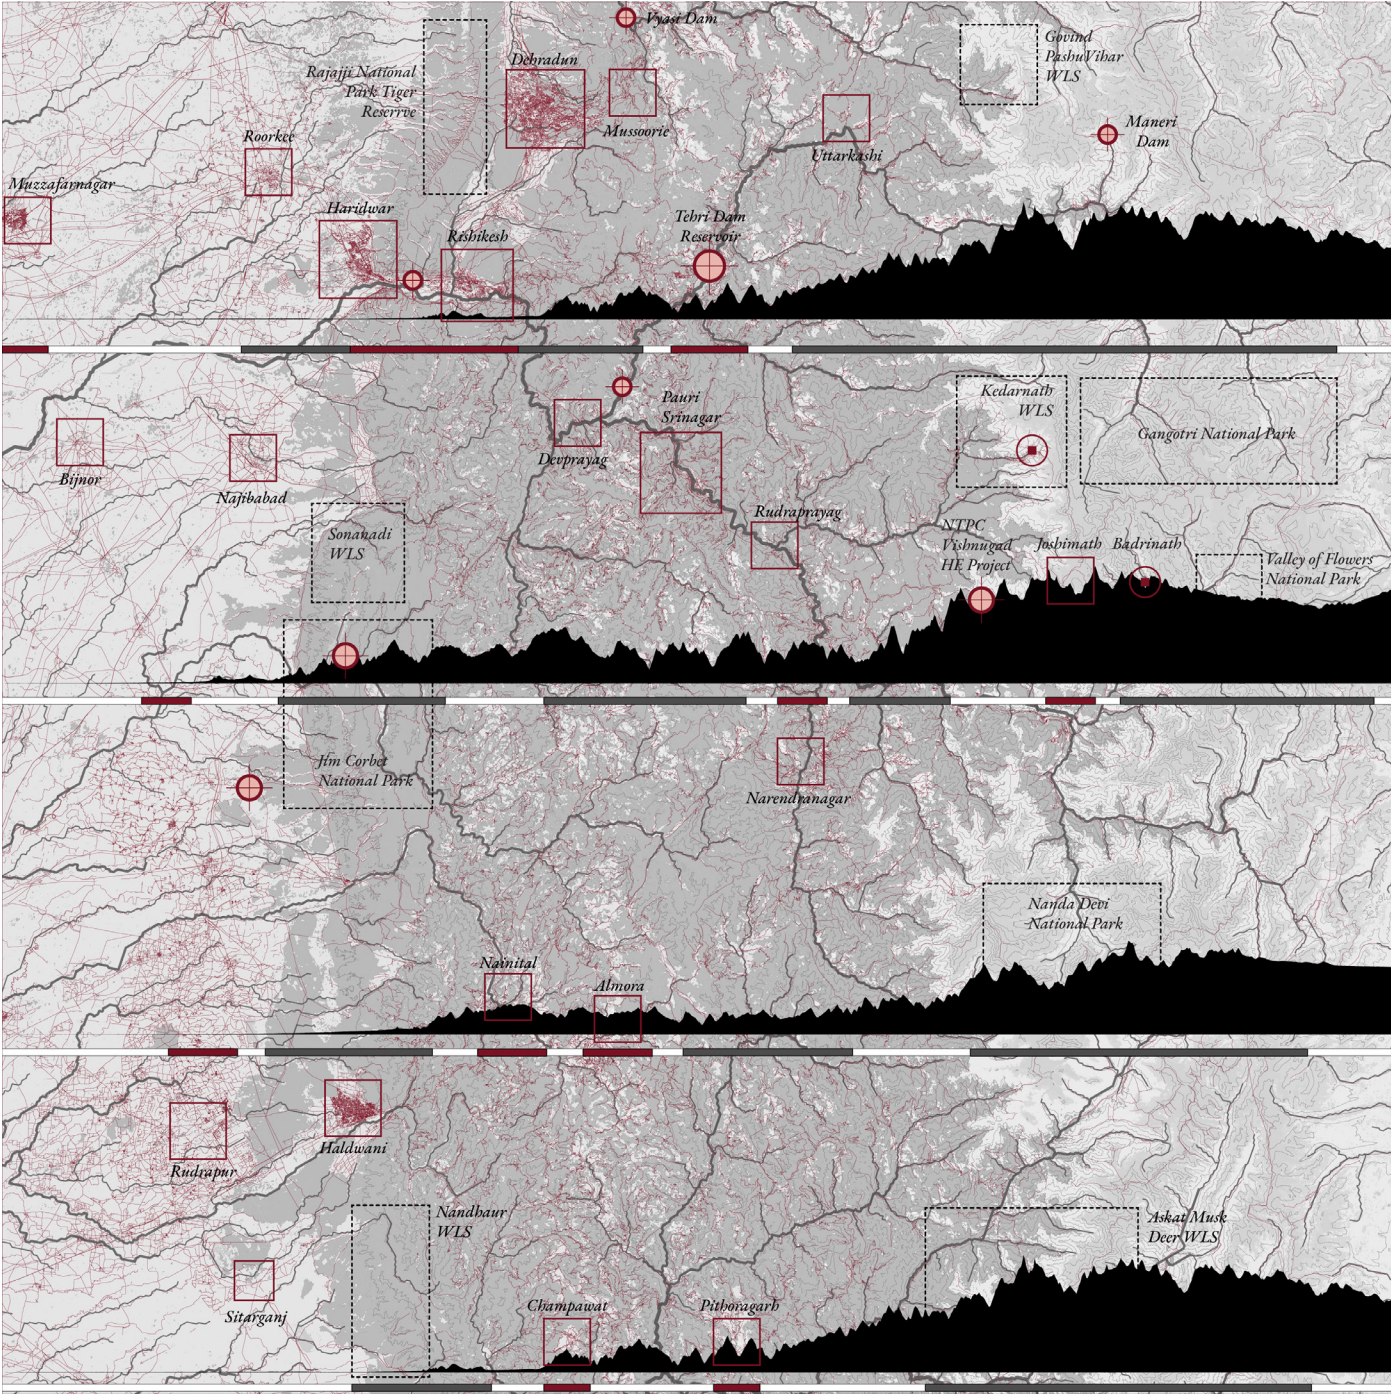 Vyasi Dam
Govind
PashuVihar
WLS
Dehradun
Rajajji National
Park Tiger
Reserrve
Mussoorie
Maneri
Dam
Roorkee
Uttarkashi
Muzzafarnagar
Haridwar
Rishikesh
Tehri Dam
Reservoir
Kedarnath
WLS
Pauri
Srinagar
Gangotri National Park
Devprayag
Bijnor
Najibabad
Rudraprayag
Sonanadi
WLS
NTPC
Vishnugad
HE Project
Joshimath
Badrinath
Valley of Flowers
National Park
Jim Corbet
National Park
Narendranagar
Nanda Devi
National Park
Nainital
Almora
Haldwani
Rudrapur
Nandhaur
WLS
Askat Musk
Deer WLS
Sitarganj
Champawat
Pithoragarh